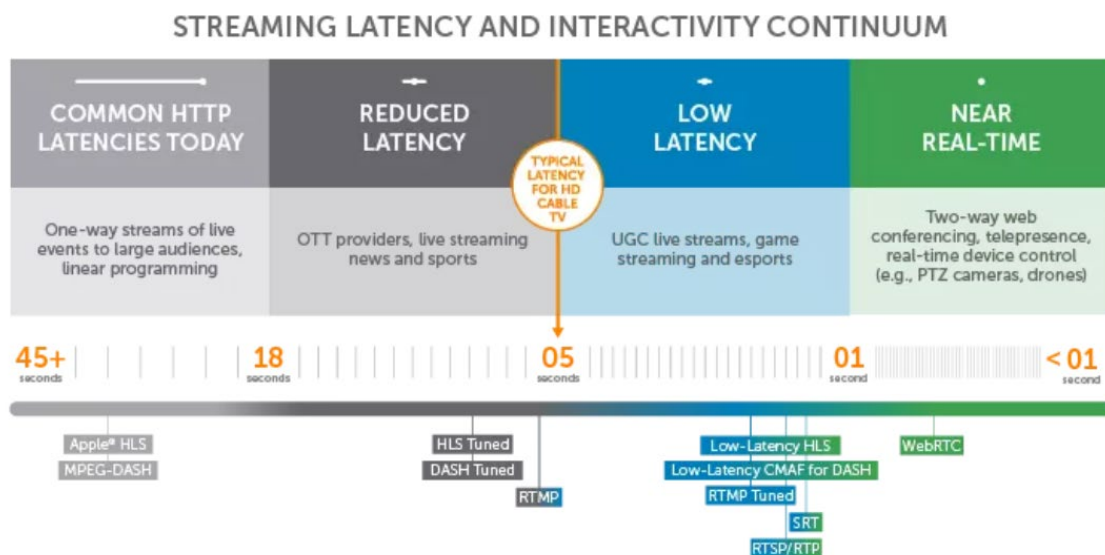 STREAMING LATENCY AND INTERACTIVITY CONTINUUM
COMMON HTTP
LATENCIES TODAY
REDUCED
LATENCY
TYPICAL
LATENCY
FOR HD
CABLE
TV
LOW
LATENCY
NEAR
REAL-TIME
One-way streams of live
events to large audiences,
linear programming
OTT providers, live streaming
news and sports
UGC live streams, game
streaming and esports
Two-way web
conferencing, telepresence,
real-time device control
(e.g., PTZ cameras, drones)
45+
seconds
18
seconds
05
seconds
01
second
< 01
second
Apple® HLS
MPEG-DASH
HLS Tuned
DASH Tuned
RTMP
Low-Latency HLS
Low-Latency CMAF for DASH
RTMP Tuned
SRT
RTSP/RTP
WebRTC